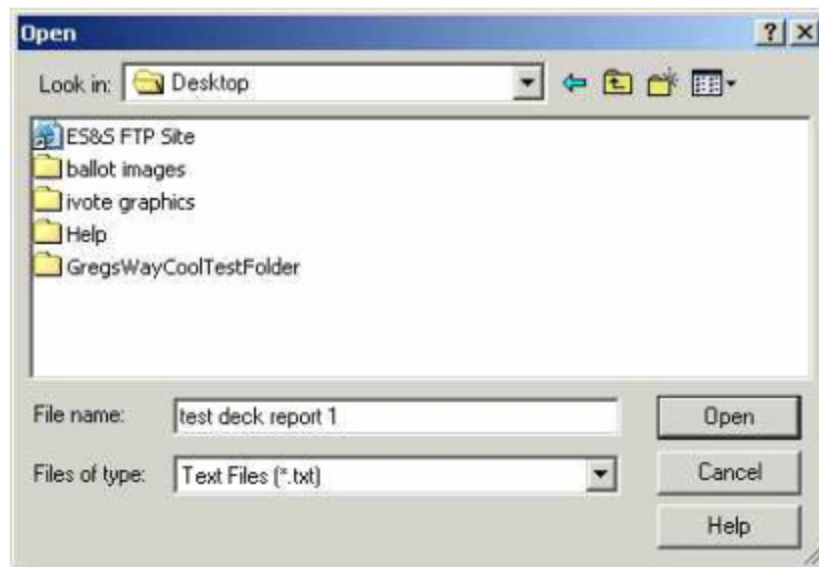 Open
Look in: Desktop
ES&S FTP Site
ballot images
ivote graphics
Help
GregsWayCoolTestFolder
File name: test deck report 1 Open
Files of type: Text Files (*.txt) Cancel
Help